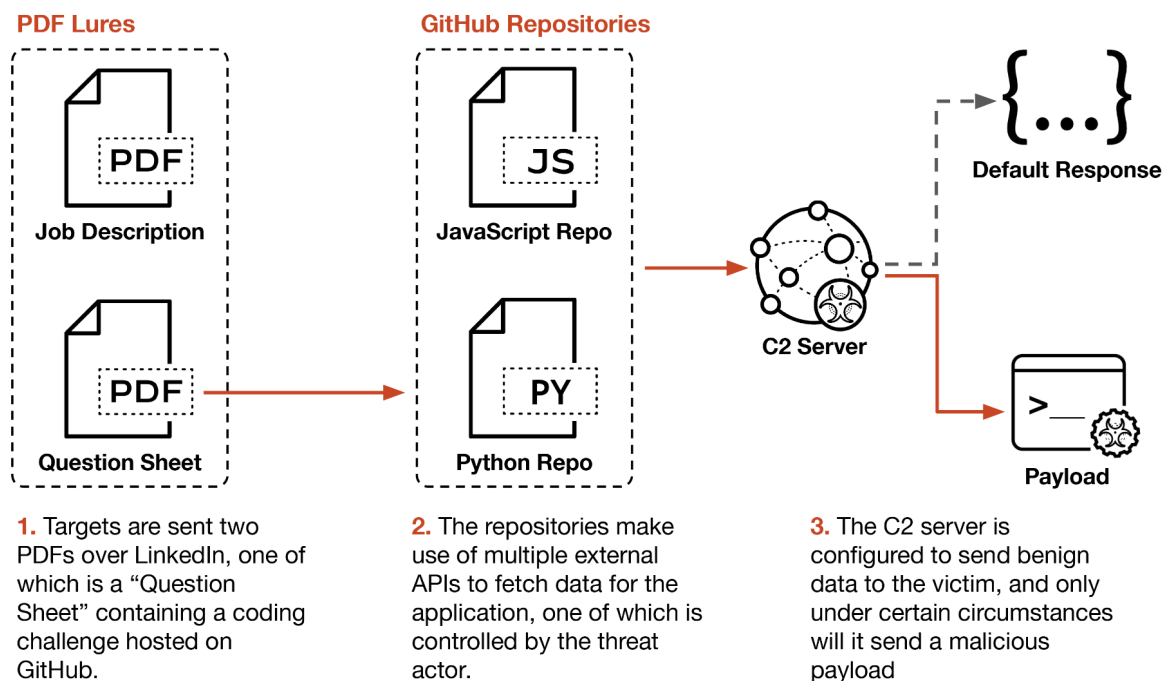 PDF Lures
GitHub Repositories
PDF
Job Description
PDF
Question Sheet
JS
JavaScript Repo
PY
Python Repo
C2 Server
{...}
Default Response
>_
Payload
1. Targets are sent two
PDFs over LinkedIn, one of
which is a “Question
Sheet” containing a coding
challenge hosted on
GitHub.
2. The repositories make
use of multiple external
APIs to fetch data for the
application, one of which is
controlled by the threat
actor.
3. The C2 server is
configured to send benign
data to the victim, and only
under certain circumstances
will it send a malicious
payload